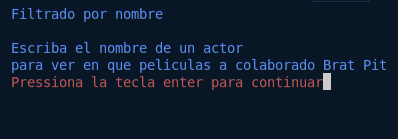 Filtrado por nombre
Escriba el nombre de un actor
para ver en que peliculas a colaborado Brat Pit
Pressiona la tecla enter para continuar